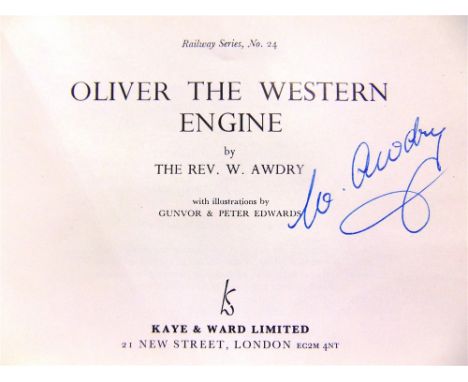 Railway Series, No. 24
OLIVER THE WESTERN
ENGINE
by
THE REV. W. AWDRY
with illustrations by
GUNVOR & PETER EDWARDS
W. Awdry
KAYE & WARD LIMITED
21 NEW STREET, LONDON EC2M 4NT